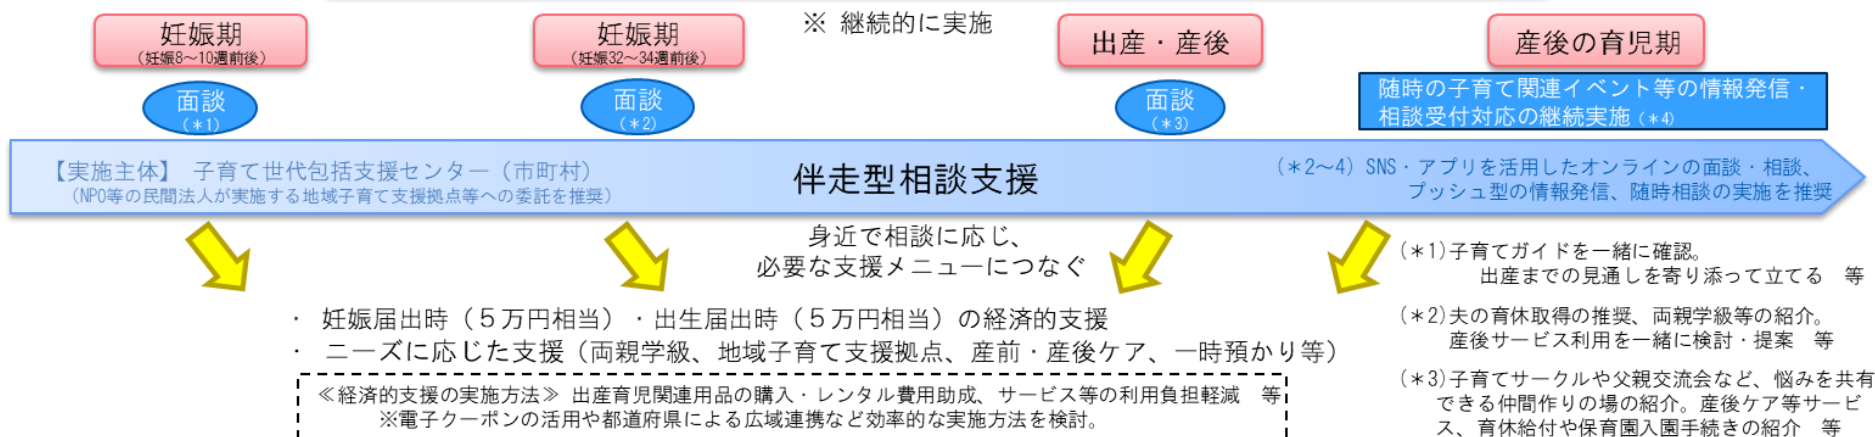 ※ 継続的に実施
妊娠期
(妊娠8～10週前後)
妊娠期
(妊娠32～34週前後)
出産・産後
産後の育児期
面談
(＊1)
面談
(＊2)
面談
(＊3)
随時の子育て関連イベント等の情報発信・
相談受付対応の継続実施(＊4)
【実施主体】 子育て世代包括支援センター（市町村）
(NPO等の民間法人が実施する地域子育て支援拠点等への委託を推奨)
伴走型相談支援
(＊2～4) SNS・アプリを活用したオンラインの面談・相談、
プッシュ型の情報発信、随時相談の実施を推奨
身近で相談に応じ、
必要な支援メニューにつなぐ
・ 妊娠届出時（５万円相当）・出生届出時（５万円相当）の経済的支援
・ ニーズに応じた支援（両親学級、地域子育て支援拠点、産前・産後ケア、一時預かり等）
≪経済的支援の実施方法≫ 出産育児関連用品の購入・レンタル費用助成、サービス等の利用負担軽減　等
※電子クーポンの活用や都道府県による広域連携など効率的な実施方法を検討。
(＊1)子育てガイドを一緒に確認。
出産までの見通しを寄り添って立てる　等
(＊2)夫の育休取得の推奨、両親学級等の紹介。
産後サービス利用を一緒に検討・提案　等
(＊3)子育てサークルや父親交流会など、悩みを共有
できる仲間作りの場の紹介。産後ケア等サービ
ス、育休給付や保育園入園手続きの紹介　等